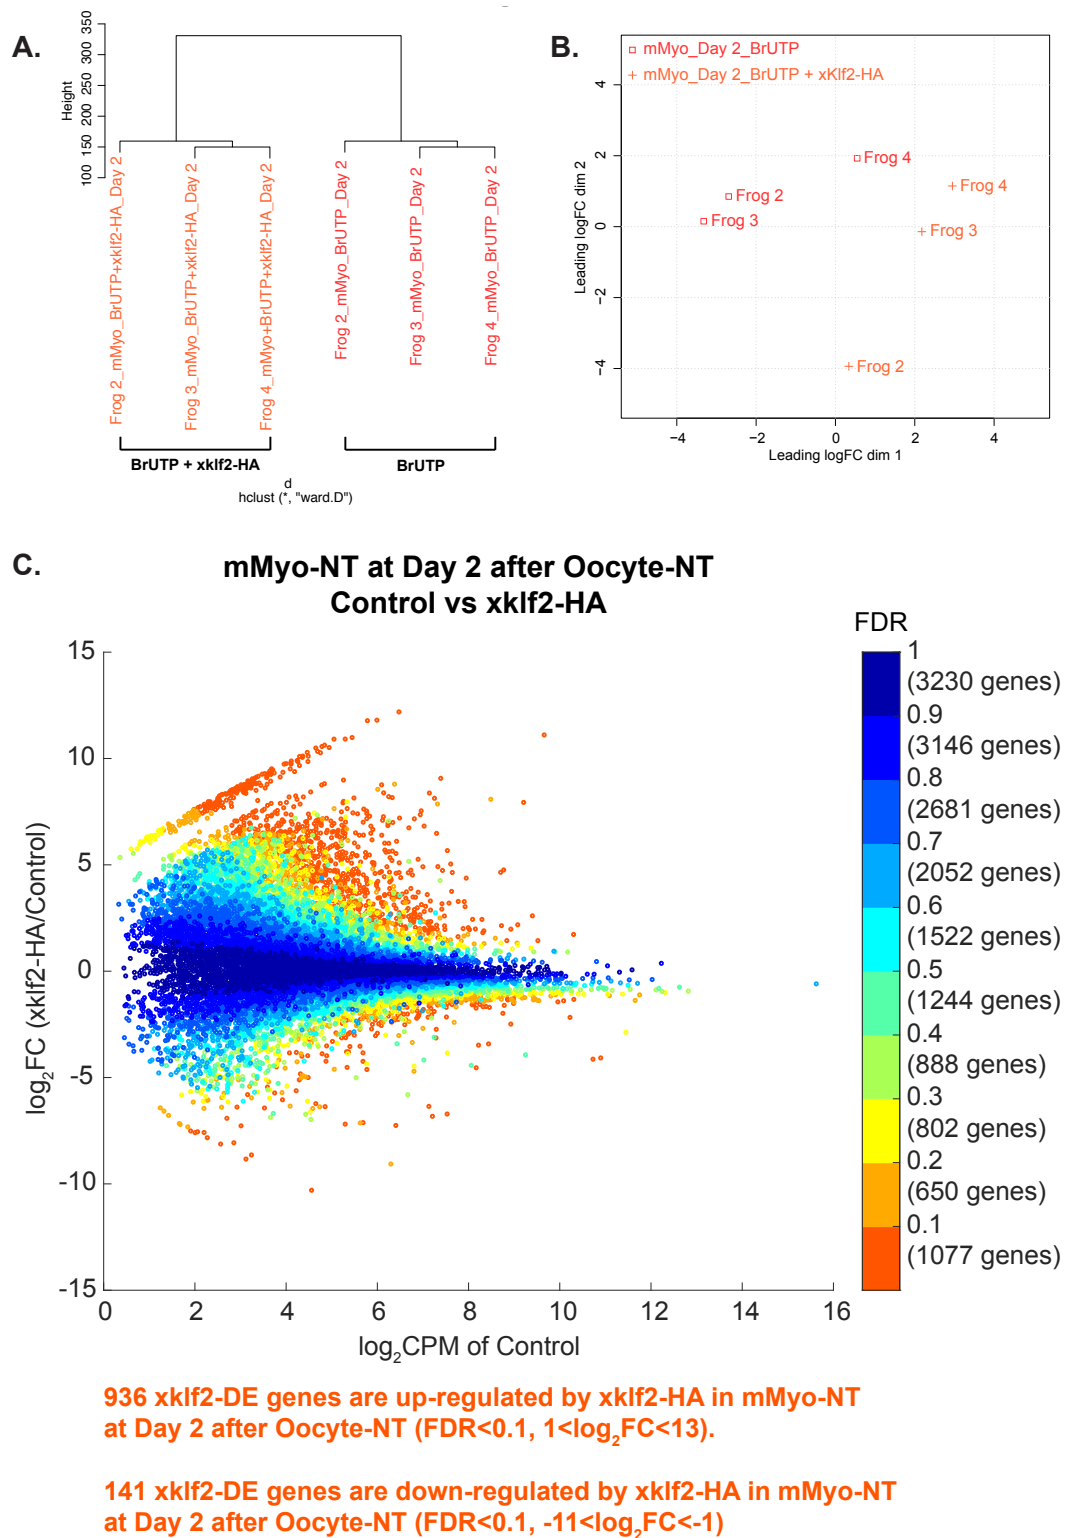 A.
350
300
250
200
150
100
Height
Frog 2_mMyo_BrUTP+xklf2-HA_Day 2
Frog 3_mMyo_BrUTP+xklf2-HA_Day 2
Frog 4_mMyo+BrUTP+xklf2-HA_Day 2
Frog 2_mMyo_BrUTP_Day 2
Frog 3_mMyo_BrUTP_Day 2
Frog 4_mMyo_BrUTP_Day 2
BrUTP + xklf2-HA
BrUTP
d
hclust (*, "ward.D")
B.
mMyo_Day 2_BrUTP
mMyo_Day 2_BrUTP + xKlf2-HA
4
2
0
−2
−4
Leading logFC dim 2
Frog 4
Frog 4
Frog 2
Frog 3
Frog 3
Frog 2
−4 −2 0 2 4
Leading logFC dim 1
C.
mMyo-NT at Day 2 after Oocyte-NT
Control vs xklf2-HA
15
10
5
0
-5
-10
-15
log2FC (xklf2-HA/Control)
0 2 4 6 8 10 12 14 16
log2CPM of Control
FDR
1
(3230 genes)
0.9
(3146 genes)
0.8
(2681 genes)
0.7
(2052 genes)
0.6
(1522 genes)
0.5
(1244 genes)
0.4
(888 genes)
0.3
(802 genes)
0.2
(650 genes)
0.1
(1077 genes)
936 xklf2-DE genes are up-regulated by xklf2-HA in mMyo-NT
at Day 2 after Oocyte-NT (FDR<0.1, 1<log2FC<13).
141 xklf2-DE genes are down-regulated by xklf2-HA in mMyo-NT
at Day 2 after Oocyte-NT (FDR<0.1, -11<log2FC<-1)